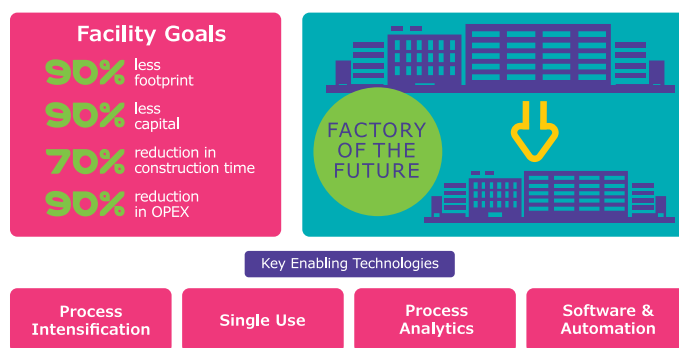 Facility Goals
90% less
footprint
90% less
capital
70% reduction in
construction time
90% reduction
in OPEX
FACTORY
OF THE
FUTURE
Key Enabling Technologies
Process
Intensification
Single Use
Process
Analytics
Software &
Automation